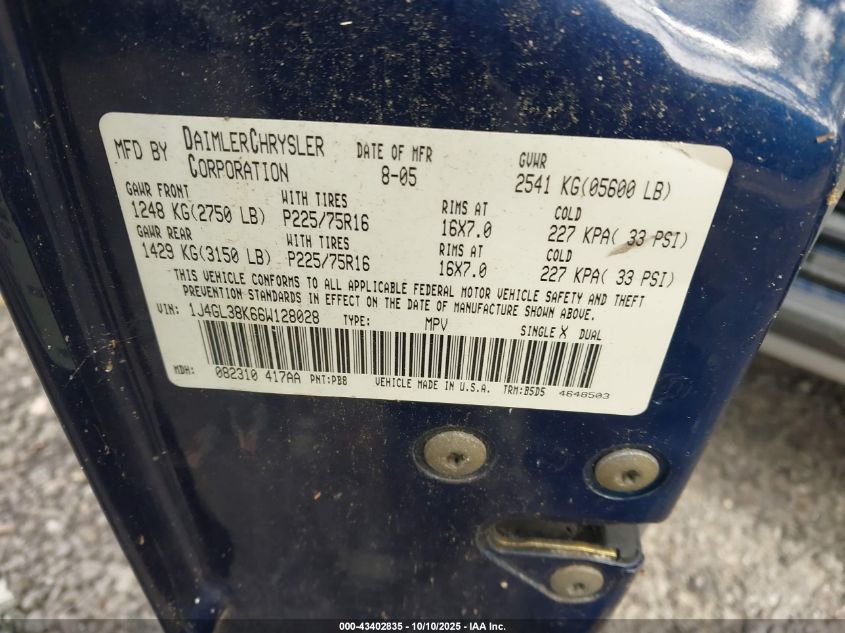 MFD BY DAIMLERCHRYSLER CORPORATION DATE OF MFR 8-05 GVWR 2541 KG(05600 LB)
GAWR FRONT WITH TIRES RIMS AT COLD
1248 KG(2750 LB) P225/75R16 16X7.0 227 KPA( 33 PSI)
GAWR REAR WITH TIRES RIMS AT COLD
1429 KG(3150 LB) P225/75R16 16X7.0 227 KPA( 33 PSI)
THIS VEHICLE CONFORMS TO ALL APPLICABLE FEDERAL MOTOR VEHICLE SAFETY AND THEFT
PREVENTION STANDARDS IN EFFECT ON THE DATE OF MANUFACTURE SHOWN ABOVE.
VIN: 1J4GL38K66W128028 TYPE: MPV SINGLE X DUAL
MDH: 082310 417AA PNT:PB8 VEHICLE MADE IN U.S.A. TRM:B5D5 4648503
000-43402835 - 10/10/2025 - IAA Inc.